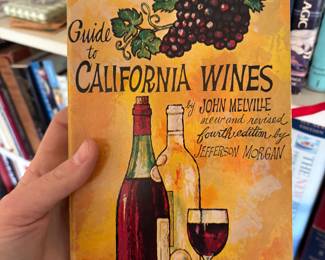 Guide
to
CALIFORNIA WINES
by JOHN MELVILLE
new and revised
fourth edition by
JEFFERSON MORGAN